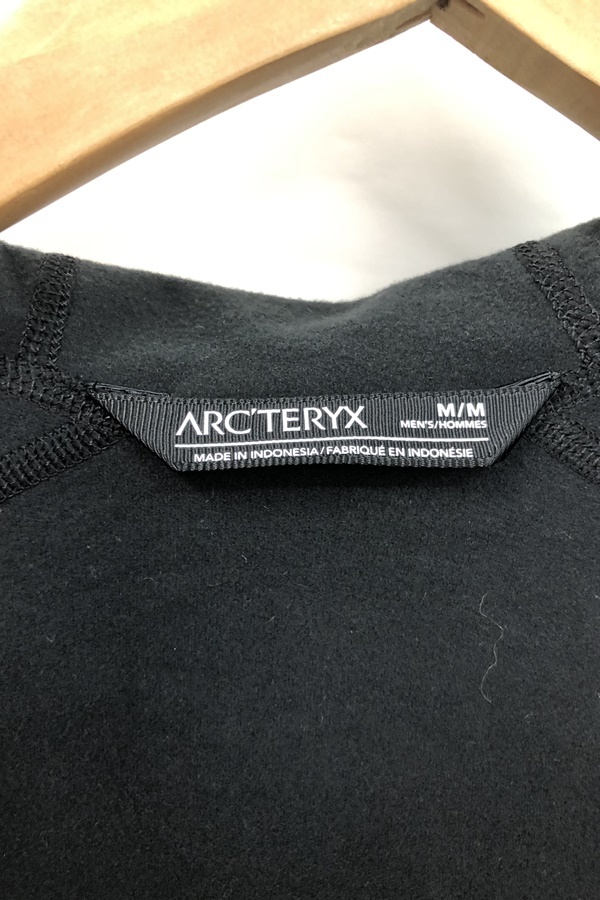 ARC'TERYX
M/M
MEN'S/HOMMES
MADE IN INDONESIA/FABRIQUÉ EN INDONÉSIE